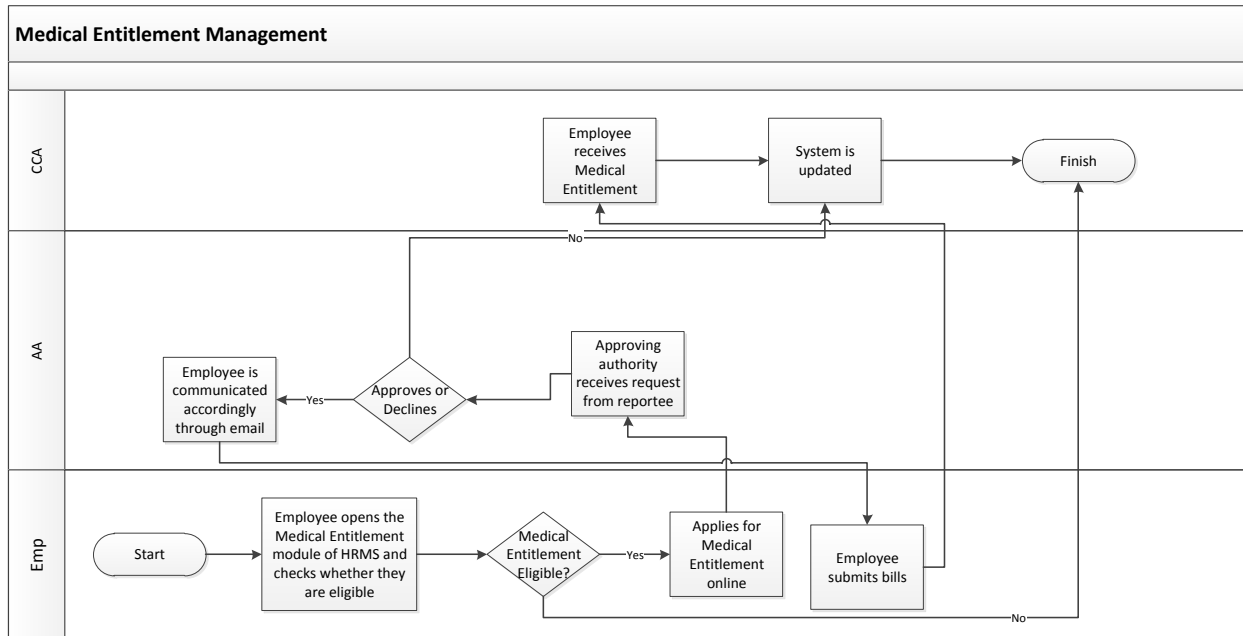 Medical Entitlement Management
CCA
Employee
receives
Medical
Entitlement
System is
updated
Finish
No
AA
Employee is
communicated
accordingly
through email
Yes
Approves or
Declines
Approving
authority
receives request
from reportee
Emp
Start
Employee opens the
Medical Entitlement
module of HRMS and
checks whether they
are eligible
Medical
Entitlement
Eligible?
Yes
Applies for
Medical
Entitlement
online
Employee
submits bills
No